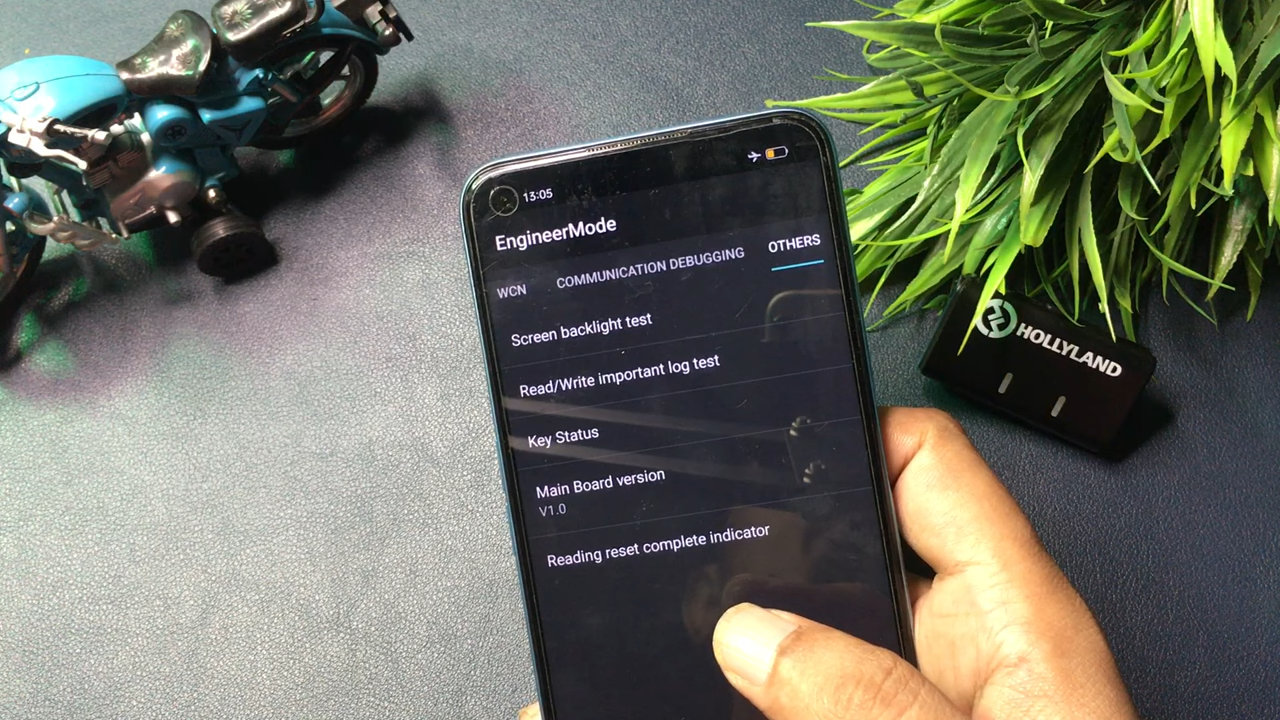 13:05
EngineerMode
WCN COMMUNICATION DEBUGGING OTHERS
Screen backlight test
Read/Write important log test
Key Status
Main Board version
V1.0
Reading reset complete indicator
HOLLYLAND